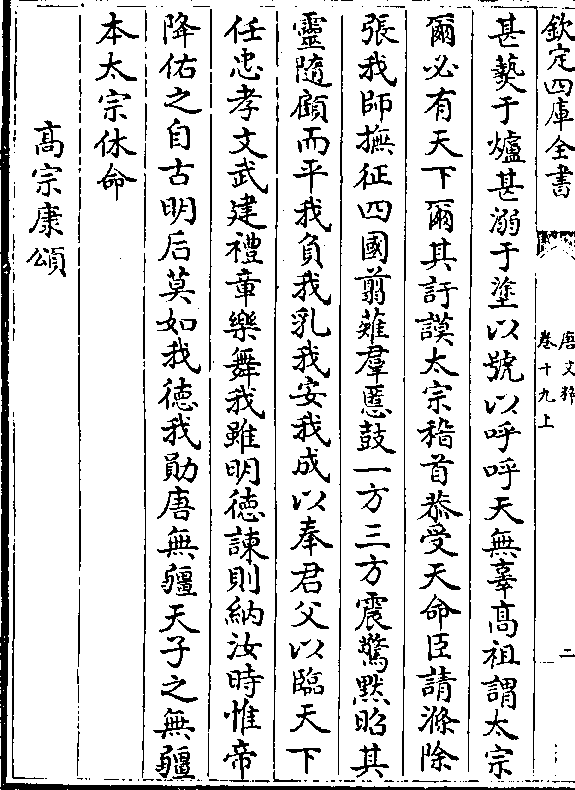 欽定四庫全書
唐文粹
卷十九上
二
甚爇于爐甚溺于塗以號以呼呼天無辜高祖謂太宗
爾必有天下爾其訏謨太宗稽首恭受天命臣請滌除
張我師撫征四國翦薙羣慝鼓一方三方震驚黙昭其
靈隨顧而平我負我乳我安我成以奉君父以臨天下
任忠孝文武建禮章樂舞我雖明徳諫則納汝時惟帝
降佑之自古明后莫如我徳我勛唐無疆天子之無疆
本太宗休命
高宗康頌